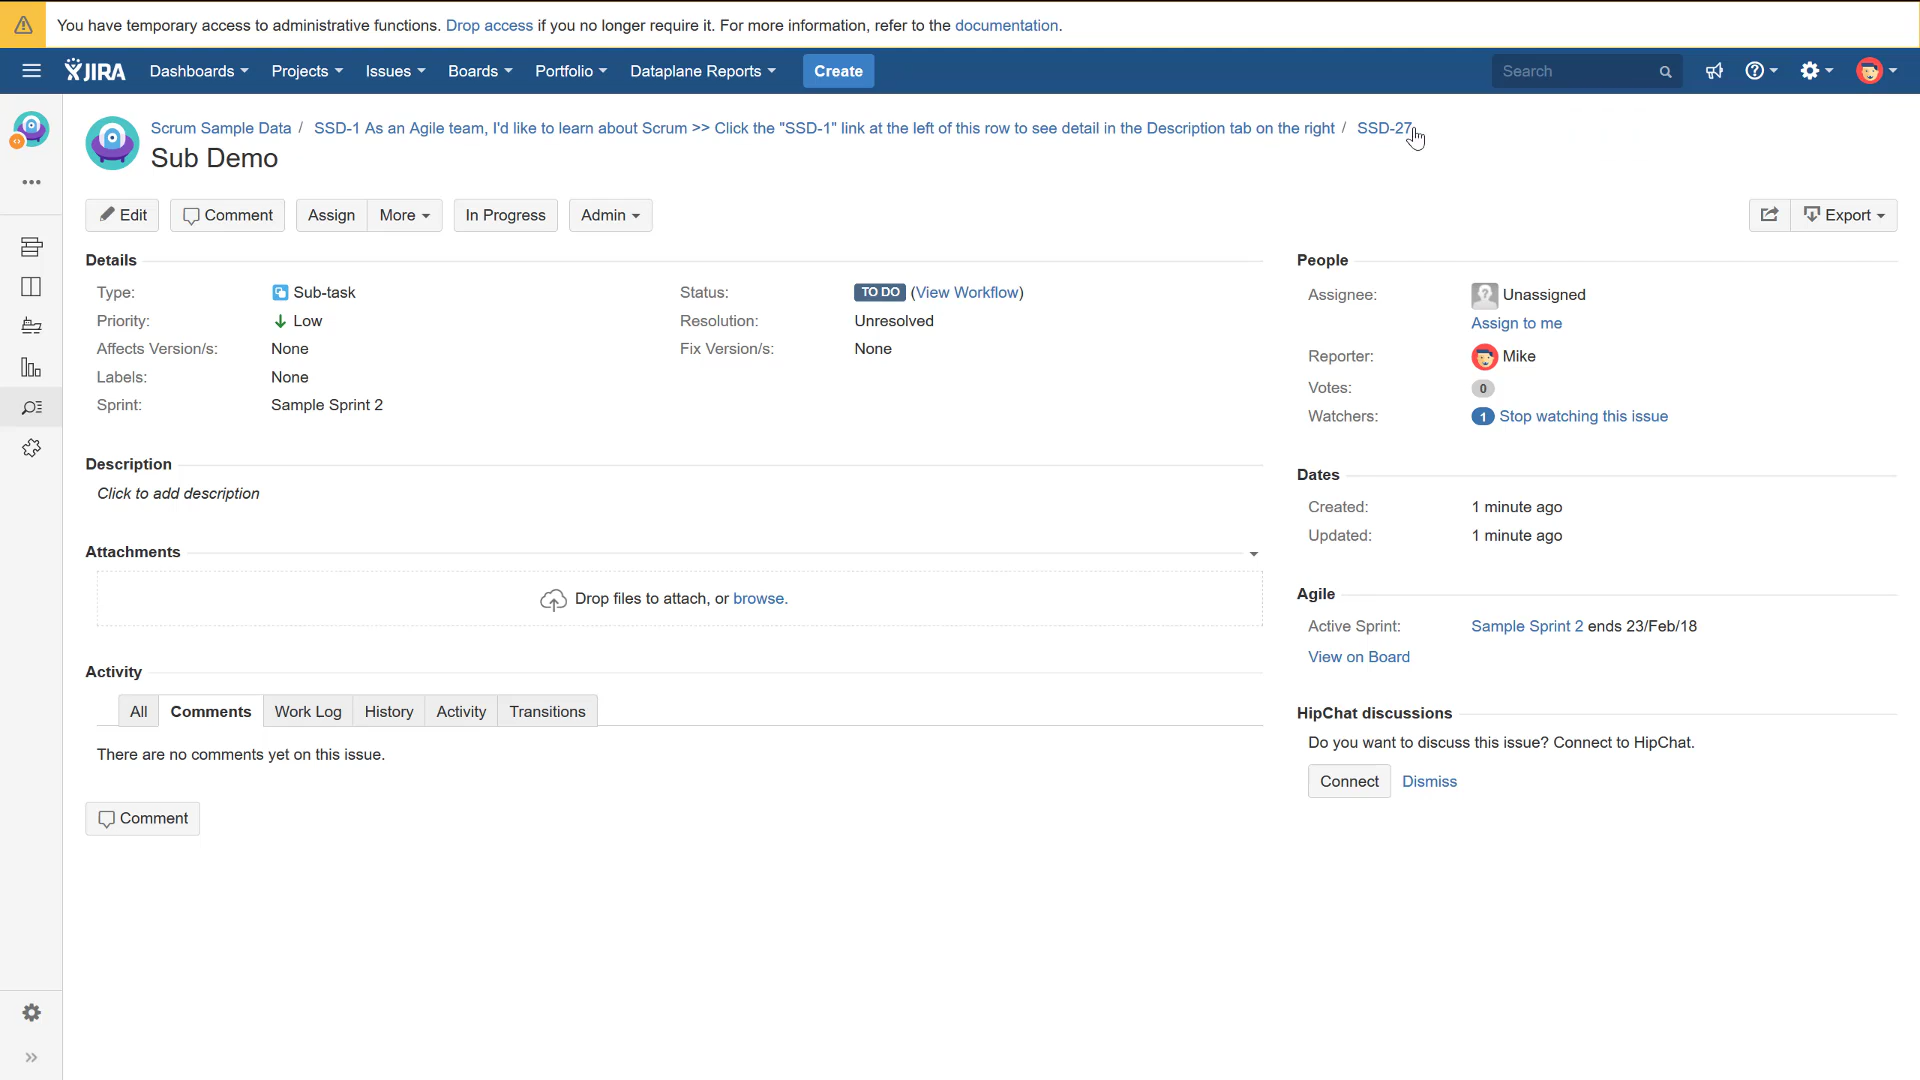 You have temporary access to administrative functions. Drop access if you no longer require it. For more information, refer to the documentation.
JIRA Dashboards Projects Issues Boards Portfolio Dataplane Reports Create Search
Scrum Sample Data / SSD-1 As an Agile team, I'd like to learn about Scrum >> Click the "SSD-1" link at the left of this row to see detail in the Description tab on the right / SSD-27
Sub Demo
Edit Comment Assign More In Progress Admin Export
Details
Type: Sub-task
Priority: Low
Affects Version/s: None
Labels: None
Sprint: Sample Sprint 2
Status: TO DO (View Workflow)
Resolution: Unresolved
Fix Version/s: None
Description
Click to add description
Attachments
Drop files to attach, or browse.
Activity
All Comments Work Log History Activity Transitions
There are no comments yet on this issue.
Comment
People
Assignee: Unassigned
Assign to me
Reporter: Mike
Votes: 0
Watchers: 1 Stop watching this issue
Dates
Created: 1 minute ago
Updated: 1 minute ago
Agile
Active Sprint: Sample Sprint 2 ends 23/Feb/18
View on Board
HipChat discussions
Do you want to discuss this issue? Connect to HipChat.
Connect Dismiss